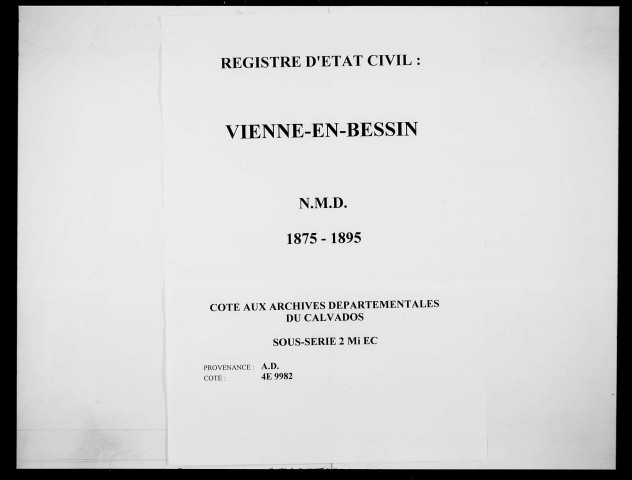 REGISTRE D'ETAT CIVIL :
VIENNE-EN-BESSIN
N.M.D.
1875 - 1895
COTE AUX ARCHIVES DEPARTEMENTALES
DU CALVADOS
SOUS-SERIE 2 Mi EC
PROVENANCE : A.D.
COTE : 4E 9982